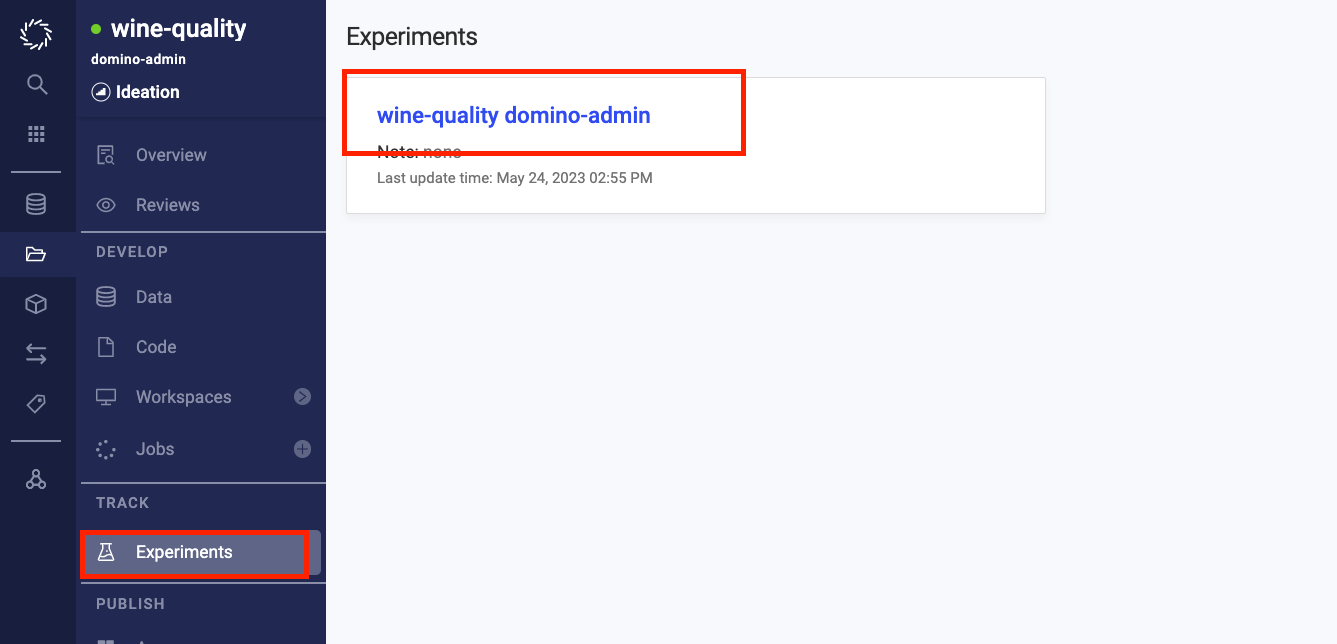 wine-quality
domino-admin
Ideation
Overview
Reviews
DEVELOP
Data
Code
Workspaces
Jobs
TRACK
Experiments
PUBLISH
Experiments
wine-quality domino-admin
Note: none
Last update time: May 24, 2023 02:55 PM